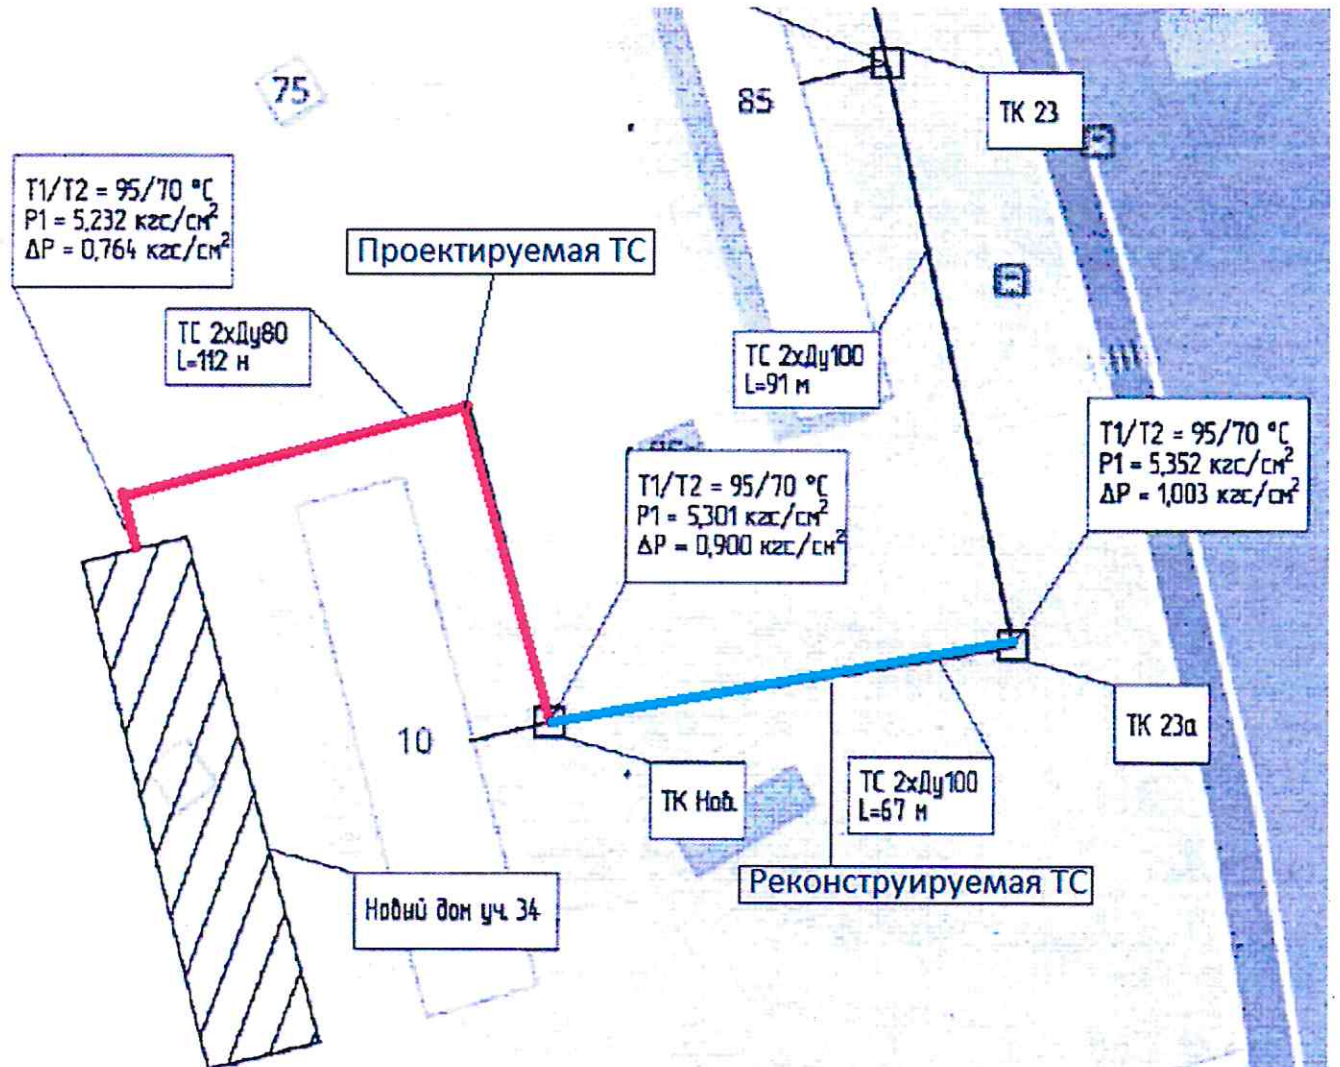 75
85
ТК 23
Т1/Т2 = 95/70 °С
Р1 = 5,232 кгс/см²
ΔР = 0,764 кгс/см²
Проектируемая ТС
ТС 2хДу80
L=112 м
ТС 2хДу100
L=91 м
Т1/Т2 = 95/70 °С
Р1 = 5,352 кгс/см²
ΔР = 1,003 кгс/см²
Т1/Т2 = 95/70 °С
Р1 = 5,301 кгс/см²
ΔР = 0,900 кгс/см²
10
ТК 23а
ТК Нов.
ТС 2хДу100
L=67 м
Реконструируемая ТС
Новый дом уч. 34